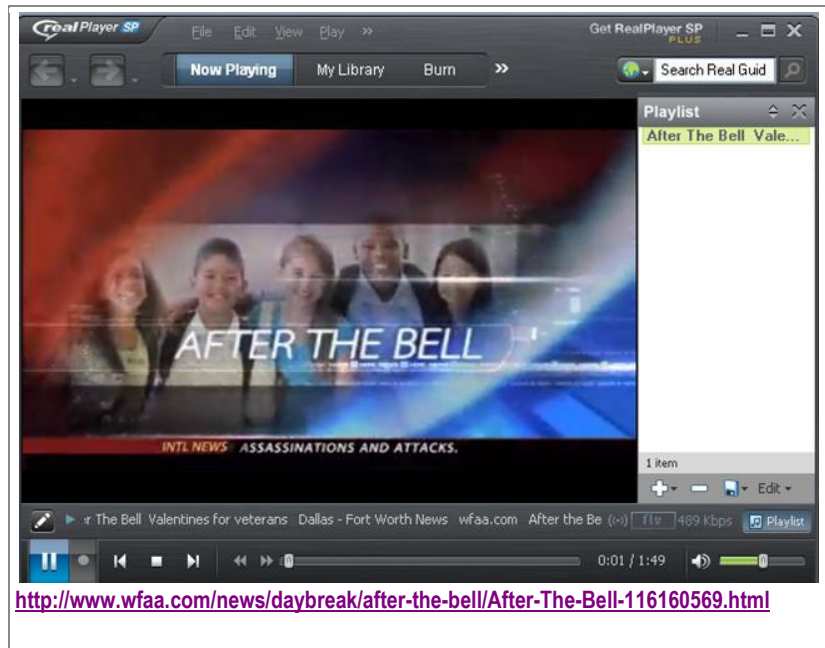 RealPlayer SP File Edit View Play » Get RealPlayer SP
PLUS
Now Playing My Library Burn » Search Real Guid
Playlist
After The Bell Vale...
AFTER THE BELL
INTL NEWS ASSASSINATIONS AND ATTACKS.
1 item
Edit
r The Bell Valentines for veterans Dallas - Fort Worth News wfaa.com After the Be flv 489 Kbps Playlist
0:01 / 1:49
http://www.wfaa.com/news/daybreak/after-the-bell/After-The-Bell-116160569.html